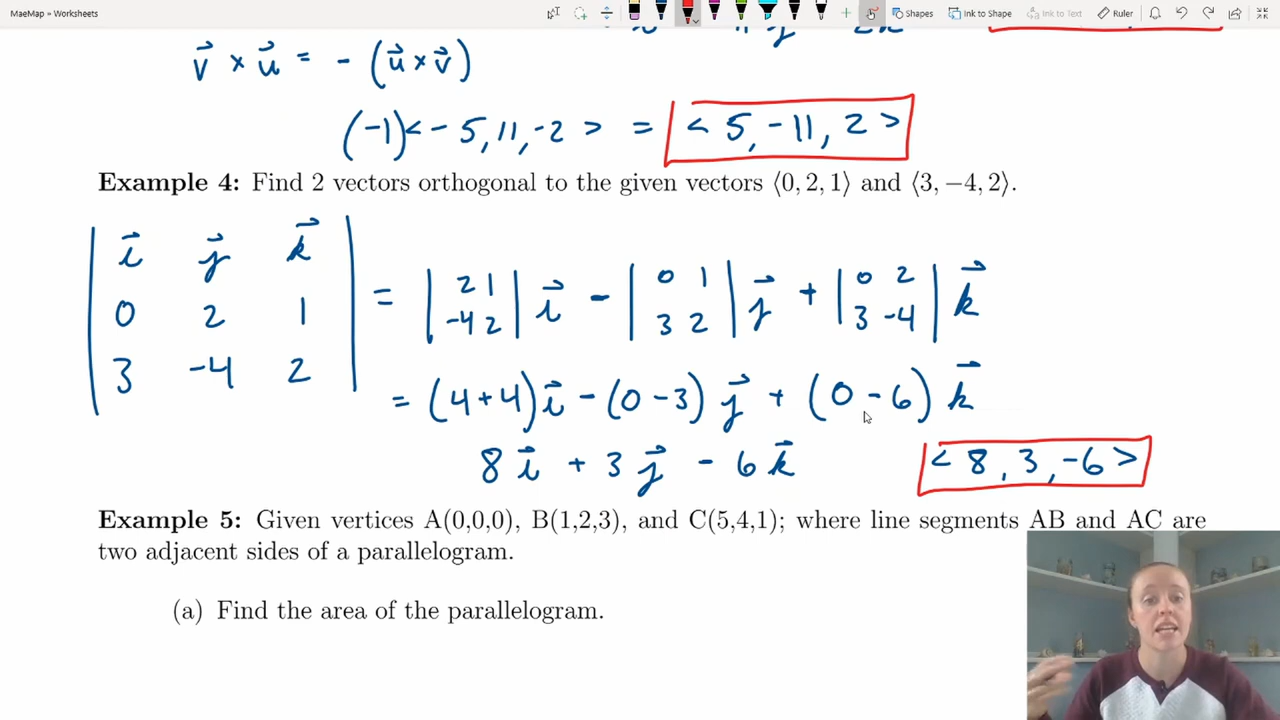 MaeMap » Worksheets
Shapes Ink to Shape Ink to Text Ruler
v⃗ × u⃗ = - (u⃗ × v⃗)
(-1)< -5, 11, -2 > = < 5, -11, 2 >
Example 4: Find 2 vectors orthogonal to the given vectors ⟨0, 2, 1⟩ and ⟨3, −4, 2⟩.
| i⃗ j⃗ k⃗ |
| 0 2 1 | = | 2 1 | i⃗ - | 0 1 | j⃗ + | 0 2 | k⃗
| 3 -4 2 | | -4 2 | | 3 2 | | 3 -4 |
= (4+4) i⃗ - (0-3) j⃗ + (0-6) k⃗
8 i⃗ + 3 j⃗ - 6 k⃗ < 8, 3, -6 >
Example 5: Given vertices A(0,0,0), B(1,2,3), and C(5,4,1); where line segments AB and AC are
two adjacent sides of a parallelogram.
(a) Find the area of the parallelogram.